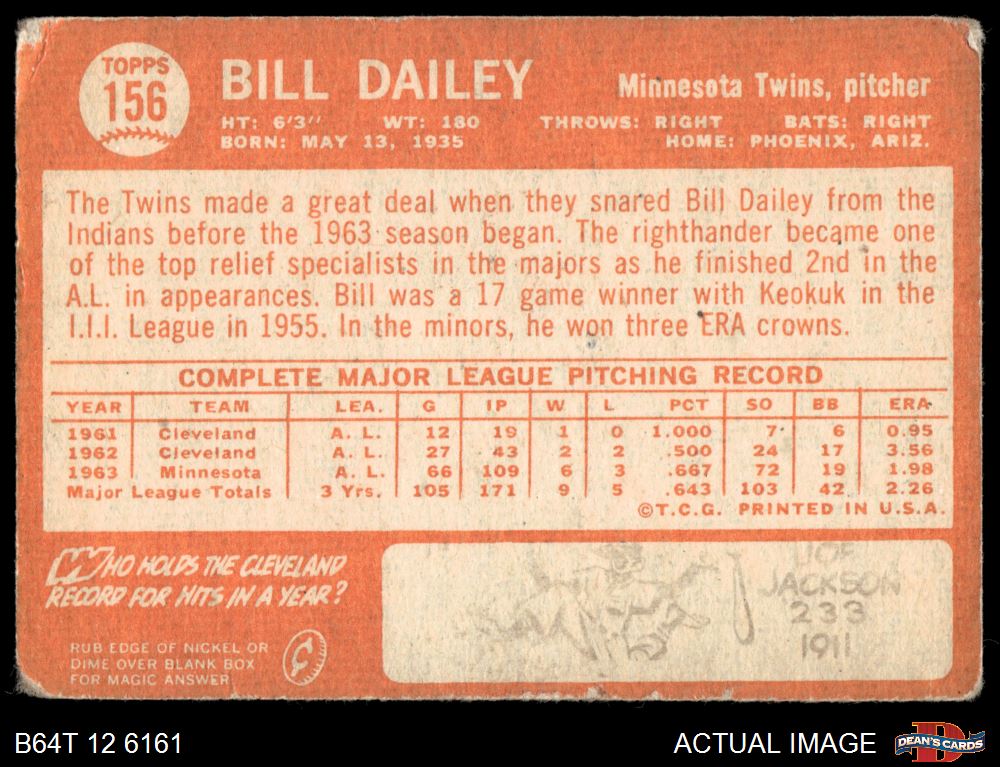 TOPPS
156
BILL DAILEY
Minnesota Twins, pitcher
HT: 6'3'' WT: 180 THROWS: RIGHT BATS: RIGHT
BORN: MAY 13, 1935 HOME: PHOENIX, ARIZ.
The Twins made a great deal when they snared Bill Dailey from the
Indians before the 1963 season began. The righthander became one
of the top relief specialists in the majors as he finished 2nd in the
A.L. in appearances. Bill was a 17 game winner with Keokuk in the
I.I.I. League in 1955. In the minors, he won three ERA crowns.
COMPLETE MAJOR LEAGUE PITCHING RECORD
YEAR TEAM LEA. G IP W L PCT SO BB ERA
1961 Cleveland A. L. 12 19 1 0 1.000 7 6 0.95
1962 Cleveland A. L. 27 43 2 2 .500 24 17 3.56
1963 Minnesota A. L. 66 109 6 3 .667 72 19 1.98
Major League Totals 3 Yrs. 105 171 9 5 .643 103 42 2.26
©T.C.G. PRINTED IN U.S.A.
WHO HOLDS THE CLEVELAND
RECORD FOR HITS IN A YEAR?
RUB EDGE OF NICKEL OR
DIME OVER BLANK BOX
FOR MAGIC ANSWER
JOE
JACKSON
233
1911
B64T 12 6161
ACTUAL IMAGE
D
DEAN'S CARDS